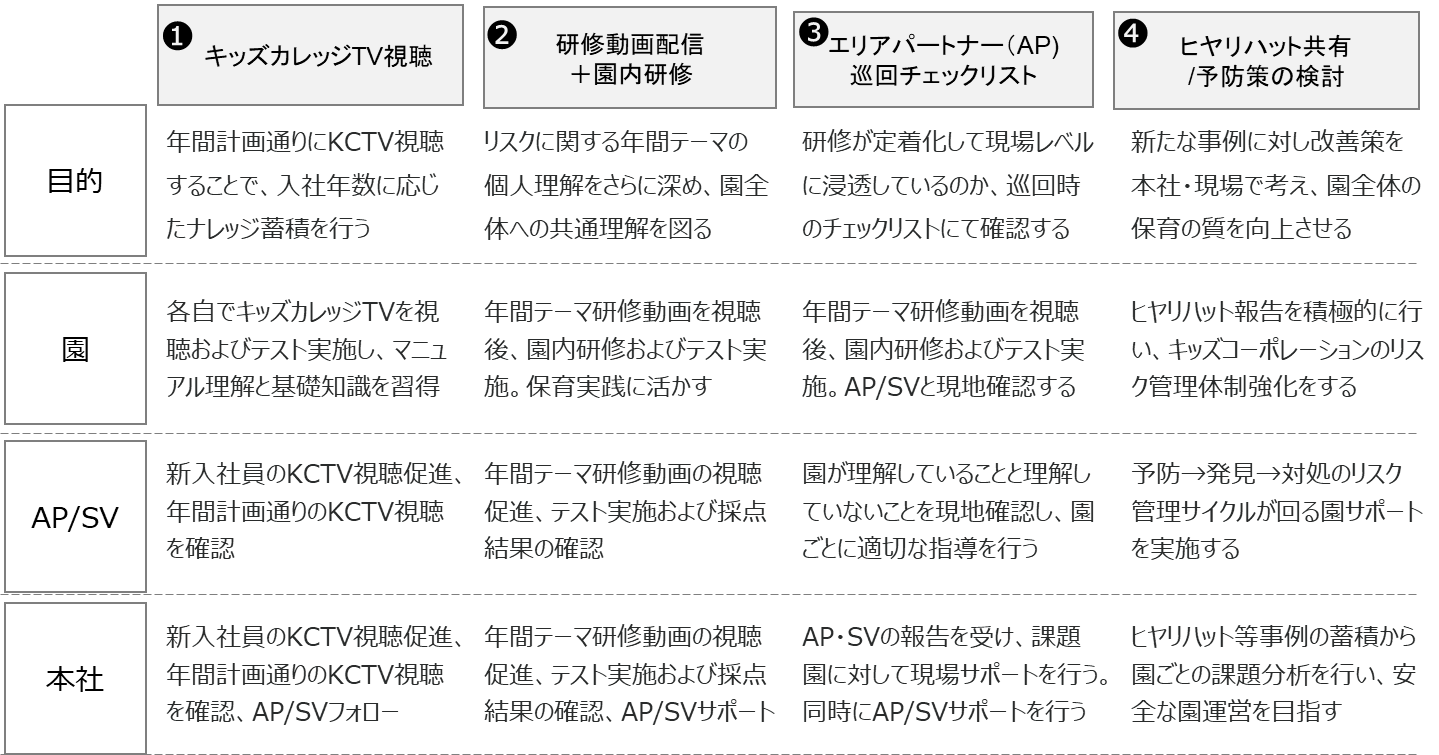 ❶
キッズカレッジTV視聴
❷
研修動画配信
＋園内研修
❸
エリアパートナー（AP)
巡回チェックリスト
❹
ヒヤリハット共有
/予防策の検討
目的
年間計画通りにKCTV視聴
することで、入社年数に応じ
たナレッジ蓄積を行う
リスクに関する年間テーマの
個人理解をさらに深め、園全
体への共通理解を図る
研修が定着化して現場レベル
に浸透しているのか、巡回時
のチェックリストにて確認する
新たな事例に対し改善策を
本社・現場で考え、園全体の
保育の質を向上させる
園
各自でキッズカレッジTVを視
聴およびテスト実施し、マニュ
アル理解と基礎知識を習得
年間テーマ研修動画を視聴
後、園内研修およびテスト実
施。保育実践に活かす
年間テーマ研修動画を視聴
後、園内研修およびテスト実
施。AP/SVと現地確認する
ヒヤリハット報告を積極的に行
い、キッズコーポレーションのリス
ク管理体制強化をする
AP/SV
新入社員のKCTV視聴促進、
年間計画通りのKCTV視聴
を確認
年間テーマ研修動画の視聴
促進、テスト実施および採点
結果の確認
園が理解していることと理解し
ていないことを現地確認し、園
ごとに適切な指導を行う
予防→発見→対処のリスク
管理サイクルが回る園サポート
を実施する
本社
新入社員のKCTV視聴促進、
年間計画通りのKCTV視聴
を確認、AP/SVフォロー
年間テーマ研修動画の視聴
促進、テスト実施および採点
結果の確認、AP/SVサポート
AP・SVの報告を受け、課題
園に対して現場サポートを行う。
同時にAP/SVサポートを行う
ヒヤリハット等事例の蓄積から
園ごとの課題分析を行い、安
全な園運営を目指す